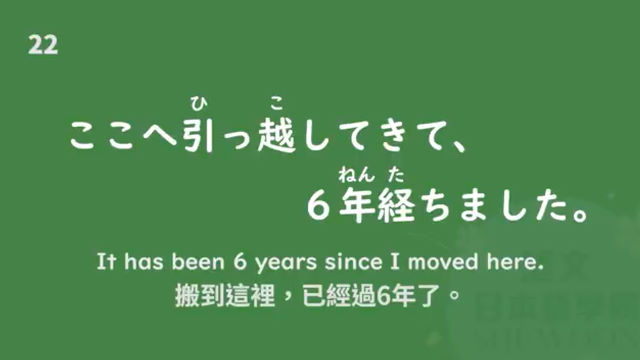 22
ひ こ
ここへ引っ越してきて、
ねん た
６年経ちました。
It has been 6 years since I moved here.
搬到這裡，已經過6年了。